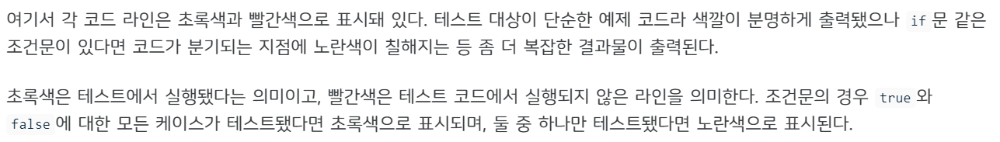 여기서 각 코드 라인은 초록색과 빨간색으로 표시돼 있다. 테스트 대상이 단순한 예제 코드라 색깔이 분명하게 출력됐으나 if 문 같은
조건문이 있다면 코드가 분기되는 지점에 노란색이 칠해지는 등 좀 더 복잡한 결과물이 출력된다.
초록색은 테스트에서 실행됐다는 의미이고, 빨간색은 테스트 코드에서 실행되지 않은 라인을 의미한다. 조건문의 경우 true 와
false 에 대한 모든 케이스가 테스트됐다면 초록색으로 표시되며, 둘 중 하나만 테스트됐다면 노란색으로 표시된다.